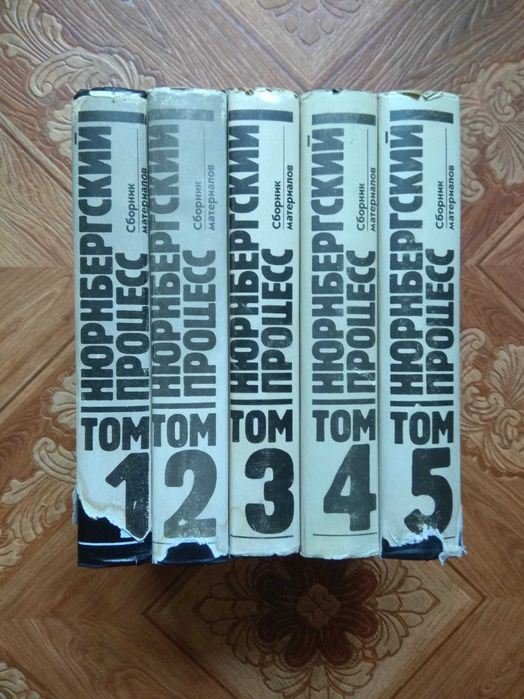 НЮРНБЕРГСКИЙ
ПРОЦЕСС
Сборник
материалов
ТОМ
1
НЮРНБЕРГСКИЙ
ПРОЦЕСС
Сборник
материалов
ТОМ
2
НЮРНБЕРГСКИЙ
ПРОЦЕСС
Сборник
материалов
ТОМ
3
НЮРНБЕРГСКИЙ
ПРОЦЕСС
Сборник
материалов
ТОМ
4
НЮРНБЕРГСКИЙ
ПРОЦЕСС
Сборник
материалов
ТОМ
5